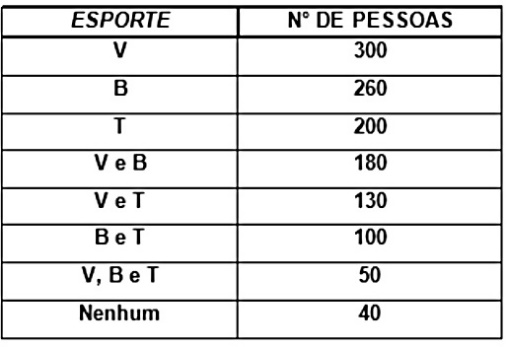 ESPORTE N° DE PESSOAS
V 300
B 260
T 200
V e B 180
V e T 130
B e T 100
V, B e T 50
Nenhum 40